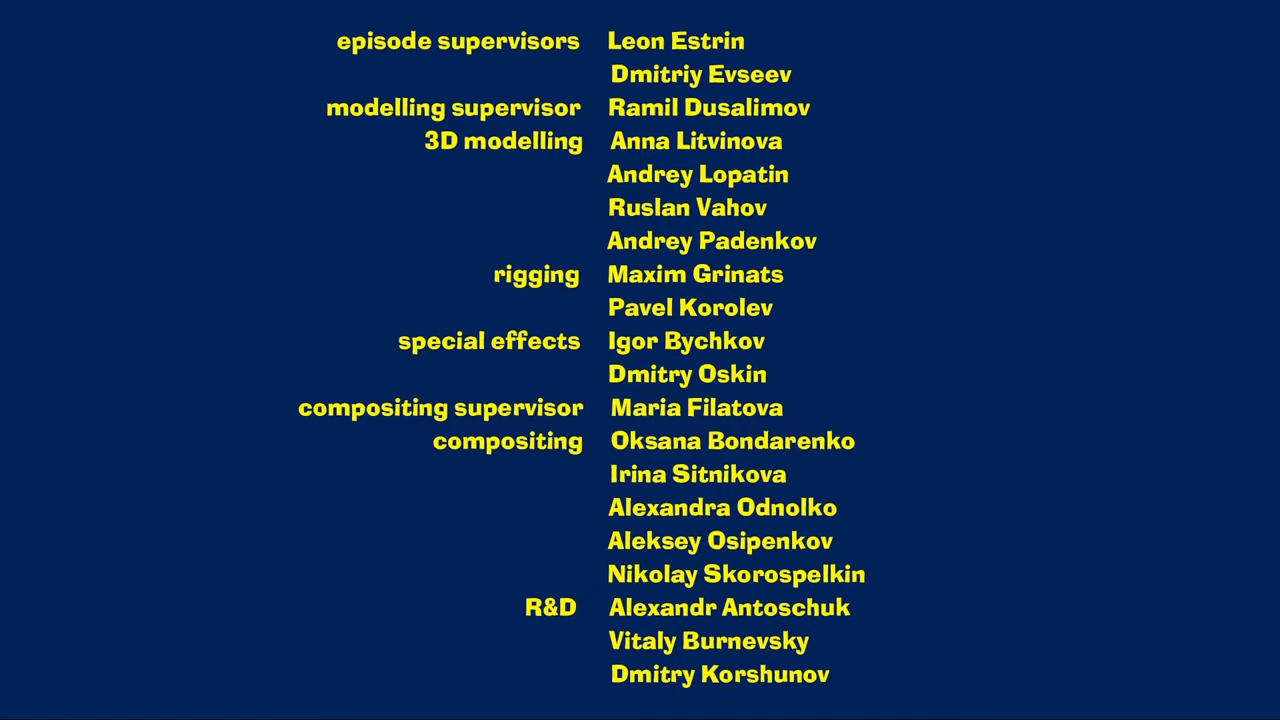 episode supervisors Leon Estrin
Dmitriy Evseev
modelling supervisor Ramil Dusalimov
3D modelling Anna Litvinova
Andrey Lopatin
Ruslan Vahov
Andrey Padenkov
rigging Maxim Grinats
Pavel Korolev
special effects Igor Bychkov
Dmitry Oskin
compositing supervisor Maria Filatova
compositing Oksana Bondarenko
Irina Sitnikova
Alexandra Odnolko
Aleksey Osipenkov
Nikolay Skorospelkin
R&D Alexandr Antoschuk
Vitaly Burnevsky
Dmitry Korshunov